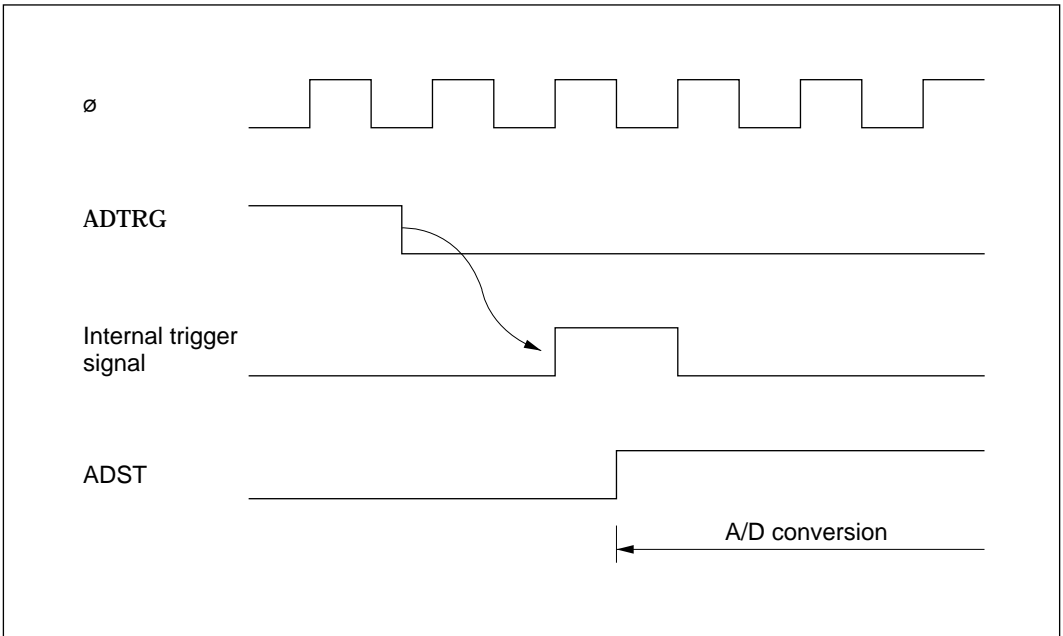 ø
ADTRG
Internal trigger
signal
ADST
A/D conversion